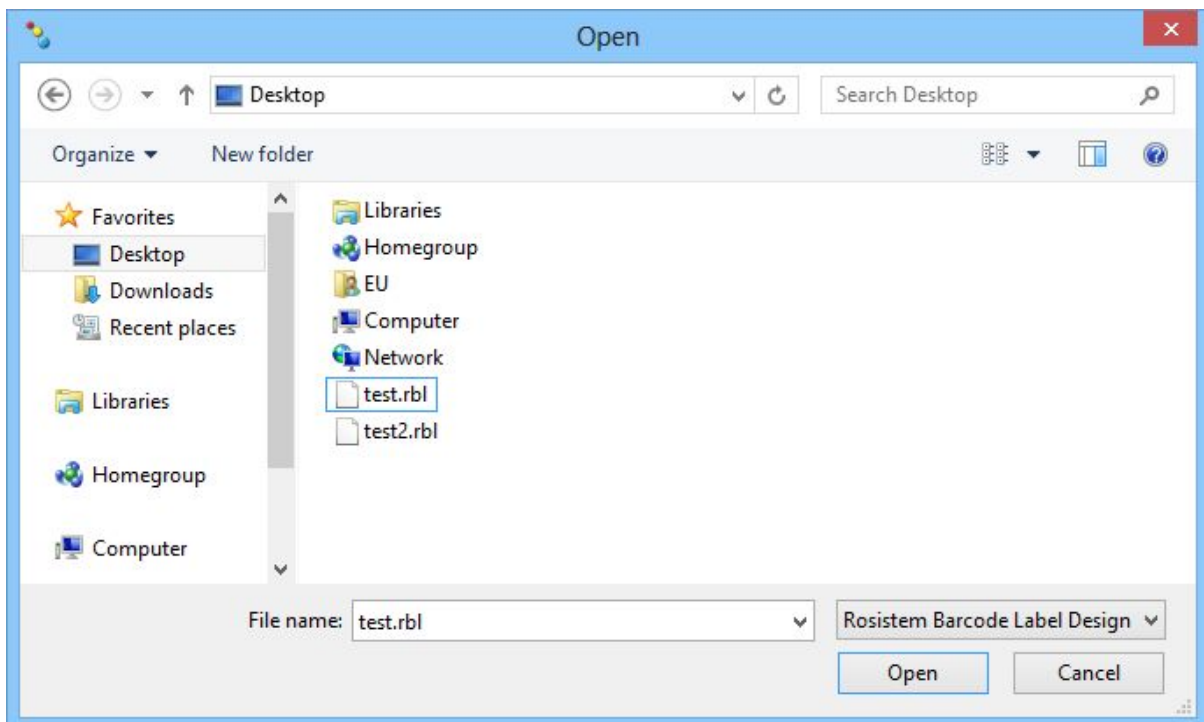 Open
Desktop
Search Desktop
Organize
New folder
Favorites
Desktop
Downloads
Recent places
Libraries
Homegroup
Computer
Libraries
Homegroup
EU
Computer
Network
test.rbl
test2.rbl
File name: test.rbl
Rosistem Barcode Label Design
Open
Cancel